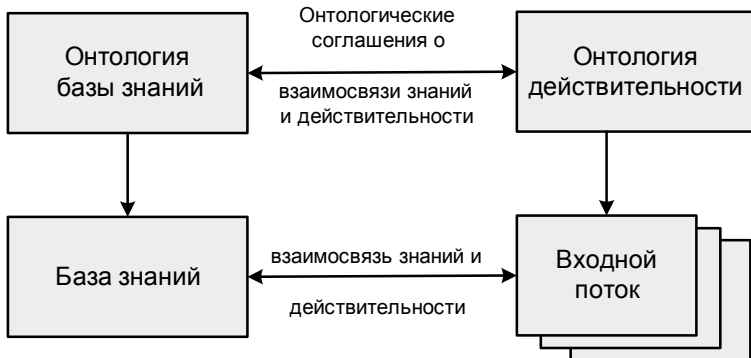 Онтология
базы знаний
Онтологические
соглашения о
взаимосвязи знаний
и действительности
Онтология
действительности
База знаний
взаимосвязь знаний и
действительности
Входной
поток